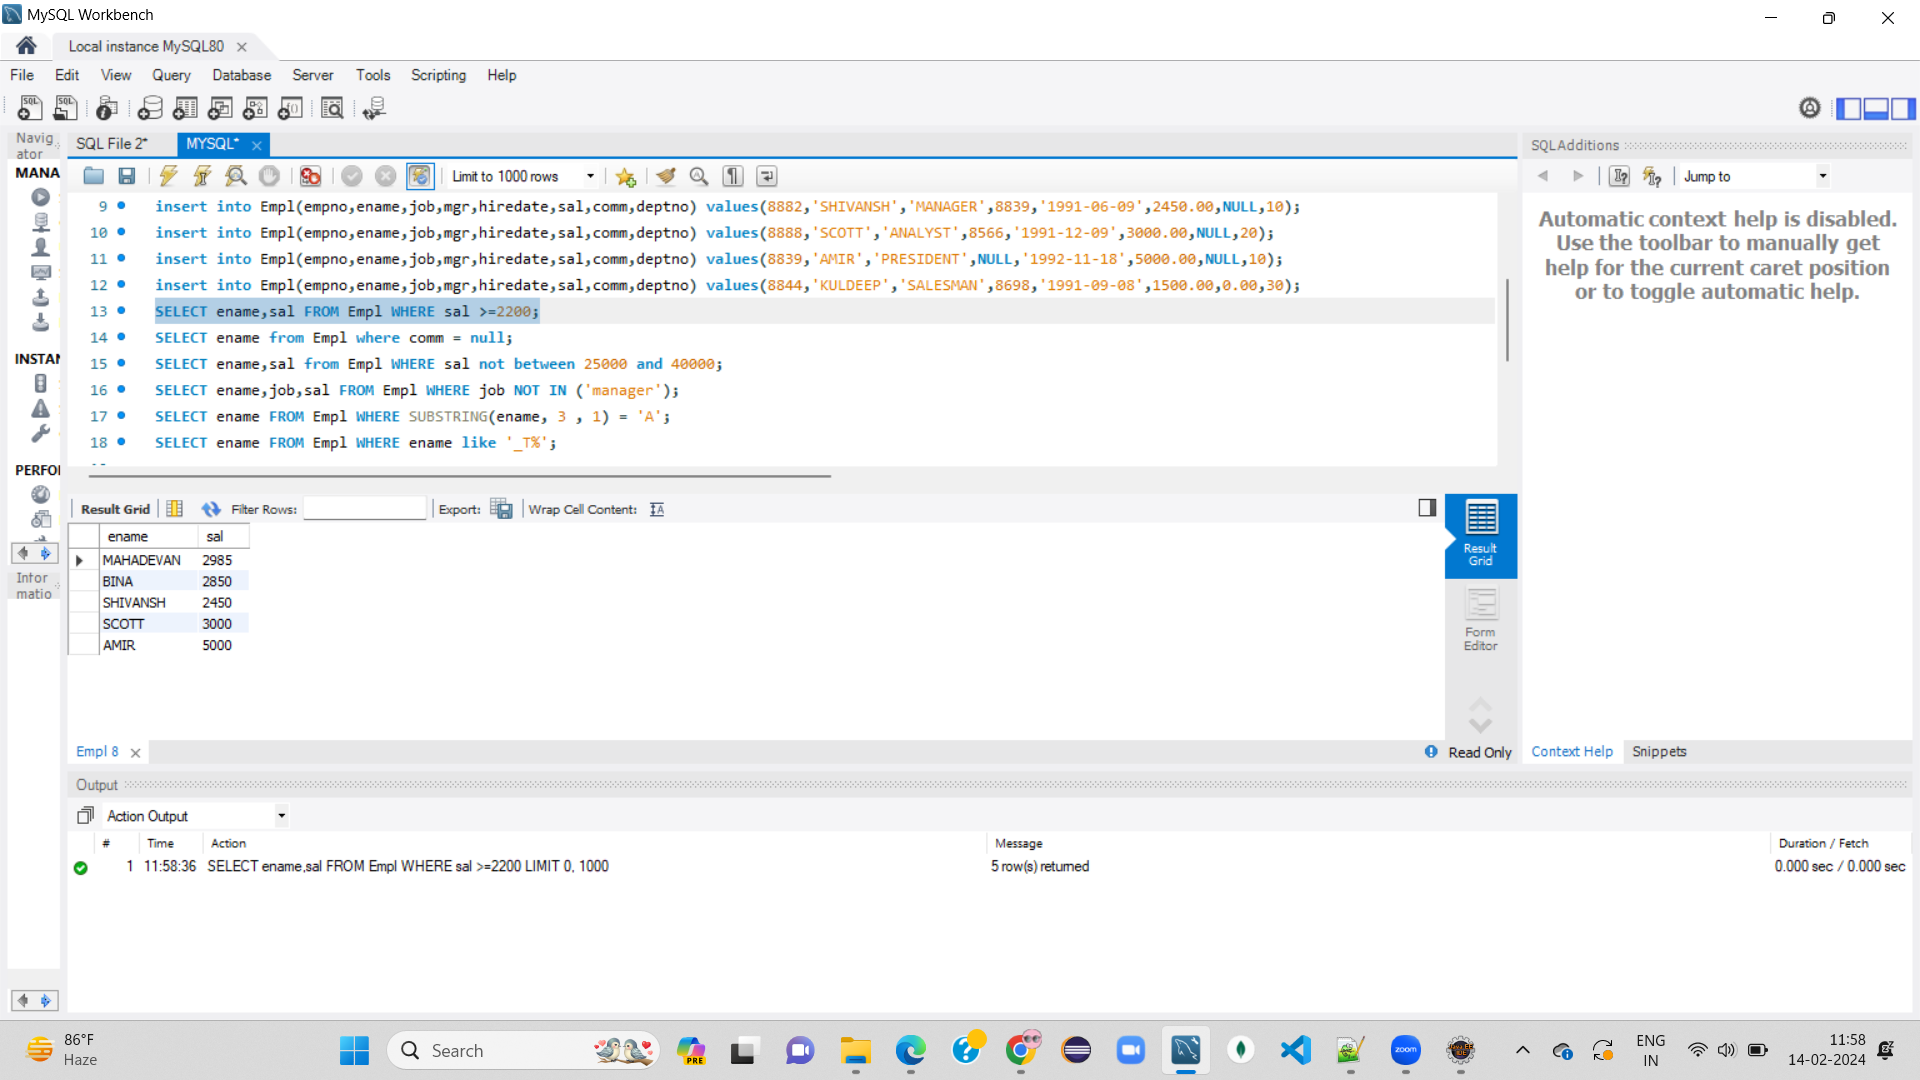 MySQL Workbench
Local instance MySQL80
File Edit View Query Database Server Tools Scripting Help
Navig
ator
SQL File 2*
MYSQL*
SQLAdditions
MANA
Limit to 1000 rows
Jump to
9 insert into Empl(empno,ename,job,mgr,hiredate,sal,comm,deptno) values(8882,'SHIVANSH','MANAGER',8839,'1991-06-09',2450.00,NULL,10);
10 insert into Empl(empno,ename,job,mgr,hiredate,sal,comm,deptno) values(8888,'SCOTT','ANALYST',8566,'1991-12-09',3000.00,NULL,20);
11 insert into Empl(empno,ename,job,mgr,hiredate,sal,comm,deptno) values(8839,'AMIR','PRESIDENT',NULL,'1992-11-18',5000.00,NULL,10);
12 insert into Empl(empno,ename,job,mgr,hiredate,sal,comm,deptno) values(8844,'KULDEEP','SALESMAN',8698,'1991-09-08',1500.00,0.00,30);
13 SELECT ename,sal FROM Empl WHERE sal >=2200;
14 SELECT ename from Empl where comm = null;
15 SELECT ename,sal from Empl WHERE sal not between 25000 and 40000;
16 SELECT ename,job,sal FROM Empl WHERE job NOT IN ('manager');
17 SELECT ename FROM Empl WHERE SUBSTRING(ename, 3 , 1) = 'A';
18 SELECT ename FROM Empl WHERE ename like '_T%';
Automatic context help is disabled.
Use the toolbar to manually get
help for the current caret position
or to toggle automatic help.
INSTAN
PERFO
Infor
matio
Result Grid Filter Rows: Export: Wrap Cell Content:
ename sal
MAHADEVAN 2985
BINA 2850
SHIVANSH 2450
SCOTT 3000
AMIR 5000
Result
Grid
Form
Editor
Empl 8
Read Only
Context Help Snippets
Output
Action Output
# Time Action Message Duration / Fetch
1 11:58:36 SELECT ename,sal FROM Empl WHERE sal >=2200 LIMIT 0, 1000 5 row(s) returned 0.000 sec / 0.000 sec
86°F
Haze
Search
PRE
zoom
ENG
IN
11:58
14-02-2024